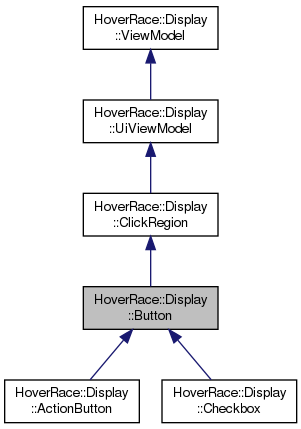 HoverRace::Display
::ViewModel
HoverRace::Display
::UiViewModel
HoverRace::Display
::ClickRegion
HoverRace::Display
::Button
HoverRace::Display
::ActionButton
HoverRace::Display
::Checkbox